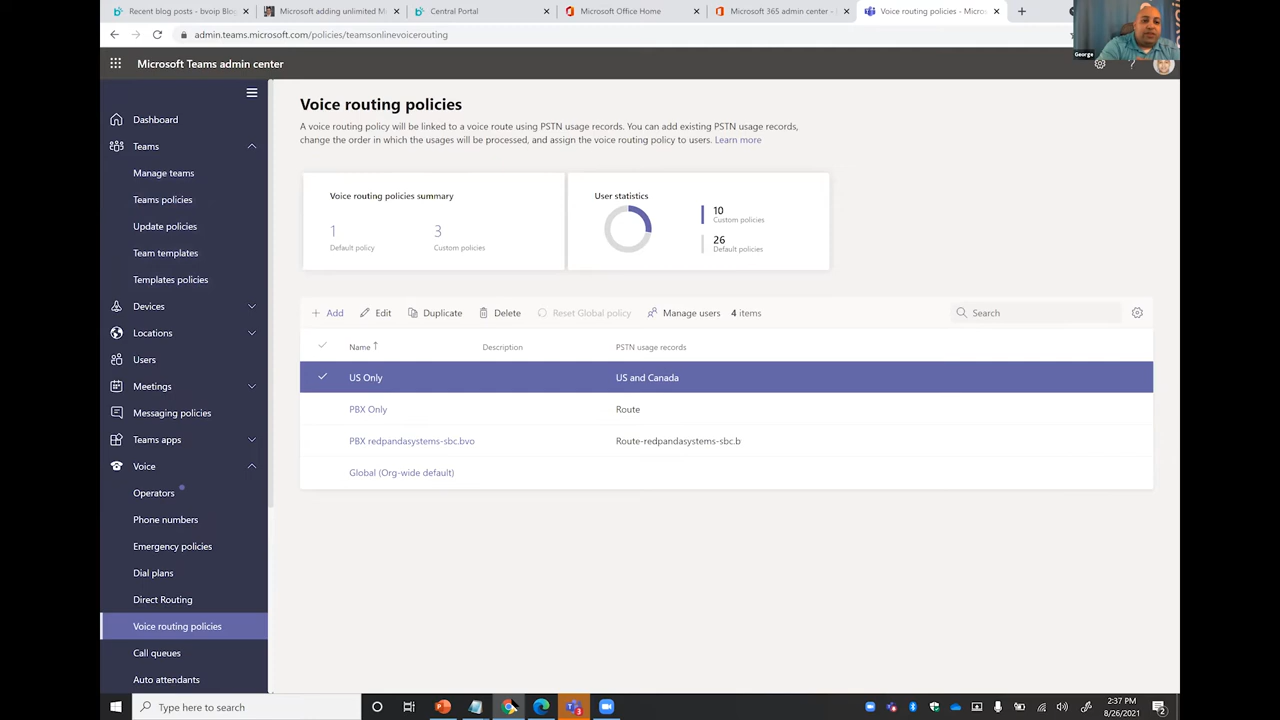 Recent blog posts - bvoip Di
Microsoft adding unlimited M
Central Portal
Microsoft Office Home
Microsoft 365 admin center -
Voice routing policies - Micros
admin.teams.microsoft.com/policies/teamsonlinevoicerouting
George
Microsoft Teams admin center
Dashboard
Teams
Manage teams
Teams policies
Update policies
Team templates
Templates policies
Devices
Locations
Users
Meetings
Messaging policies
Teams apps
Voice
Operators
Phone numbers
Emergency policies
Dial plans
Direct Routing
Voice routing policies
Call queues
Auto attendants
Voice routing policies
A voice routing policy will be linked to a voice route using PSTN usage records. You can add existing PSTN usage records,
change the order in which the usages will be processed, and assign the voice routing policy to users. Learn more
Voice routing policies summary
1
Default policy
3
Custom policies
User statistics
10
Custom policies
26
Default policies
Add Edit Duplicate Delete Reset Global policy Manage users 4 items Search
Name Description PSTN usage records
US Only US and Canada
PBX Only Route
PBX redpandasystems-sbc.bvo Route-redpandasystems-sbc.b
Global (Org-wide default)
Type here to search
3
2:37 PM
8/26/2021
2